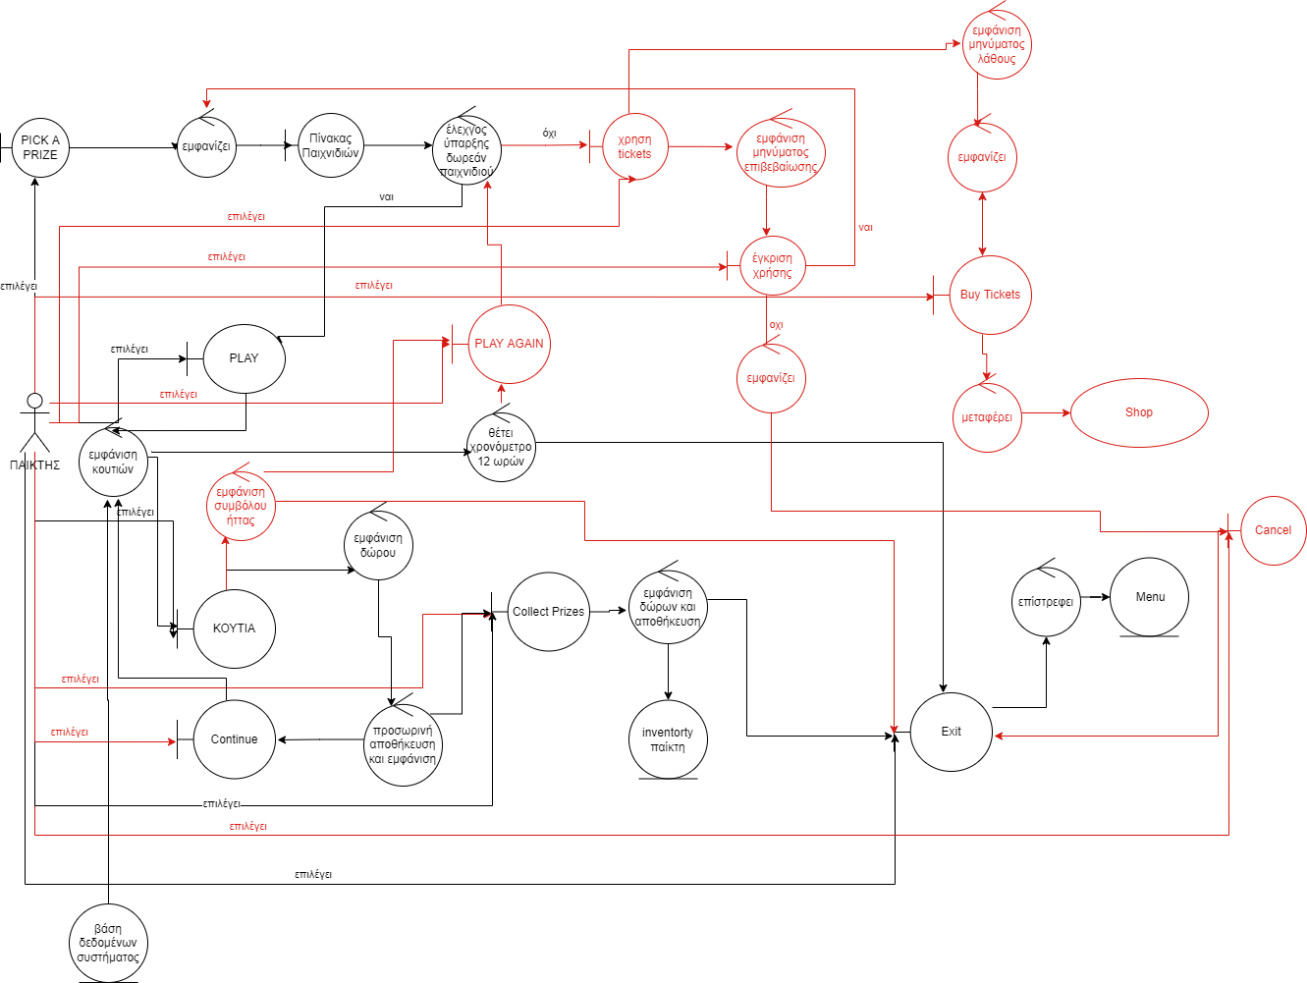 εμφάνιση
μηνύματος
λάθους
PICK A
PRIZE
εμφανίζει
Πίνακας
Παιχνιδιών
έλεγχος
ύπαρξης
δωρεάν
παιχνιδιού
όχι
χρηση
tickets
εμφάνιση
μηνύματος
επιβεβαίωσης
εμφανίζει
ναι
επιλέγει
ναι
επιλέγει
έγκριση
χρήσης
επιλέγει
επιλέγει
Buy Tickets
οχι
επιλέγει
PLAY
PLAY AGAIN
εμφανίζει
επιλέγει
μεταφέρει
Shop
ΠΑΙΚΤΗΣ
εμφάνιση
κουτιών
θέτει
χρονόμετρο
12 ωρών
εμφάνιση
συμβόλου
ήττας
επιλέγει
εμφάνιση
δώρου
Cancel
ΚΟΥΤΙΑ
Collect Prizes
εμφάνιση
δώρων και
αποθήκευση
επίστρεφει
Menu
επιλέγει
επιλέγει
Continue
προσωρινή
αποθήκευση
και εμφάνιση
inventorty
παίκτη
Exit
επιλέγει
επιλέγει
επιλέγει
βάση
δεδομένων
συστήματος